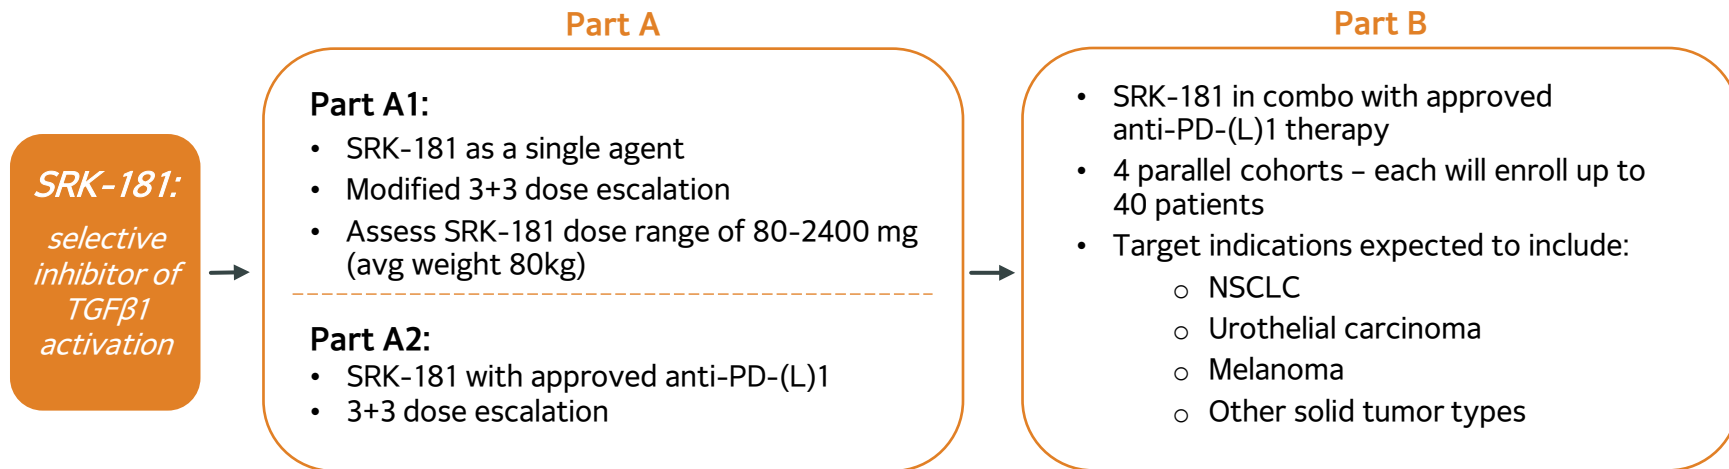 Part A
Part B
SRK-181:
selective
inhibitor of
TGFβ1
activation
Part A1:
• SRK-181 as a single agent
• Modified 3+3 dose escalation
• Assess SRK-181 dose range of 80-2400 mg
(avg weight 80kg)
Part A2:
• SRK-181 with approved anti-PD-(L)1
• 3+3 dose escalation
• SRK-181 in combo with approved
anti-PD-(L)1 therapy
• 4 parallel cohorts – each will enroll up to
40 patients
• Target indications expected to include:
o NSCLC
o Urothelial carcinoma
o Melanoma
o Other solid tumor types